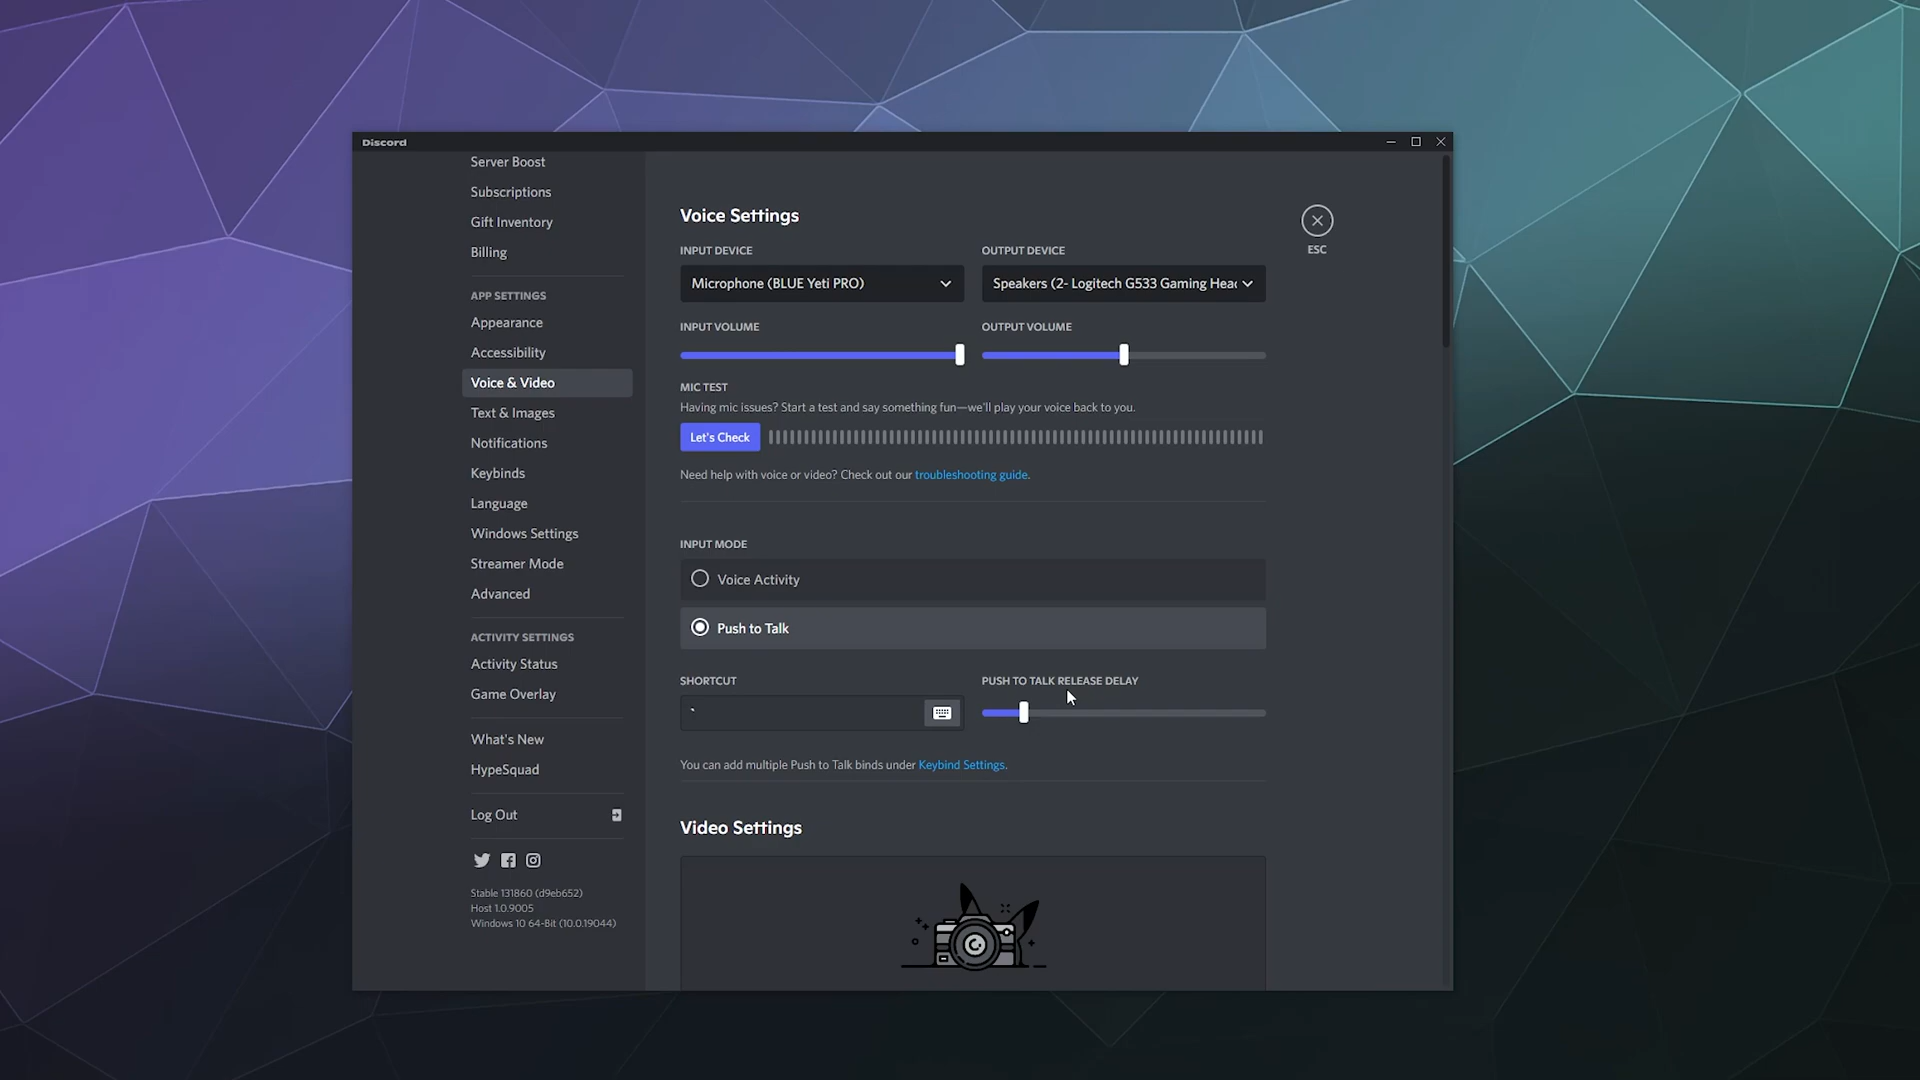 Discord
Server Boost
Subscriptions
Gift Inventory
Billing
APP SETTINGS
Appearance
Accessibility
Voice & Video
Text & Images
Notifications
Keybinds
Language
Windows Settings
Streamer Mode
Advanced
ACTIVITY SETTINGS
Activity Status
Game Overlay
What's New
HypeSquad
Log Out
Stable 131860 (d9eb652)
Host 1.0.9005
Windows 10 64-Bit (10.0.19044)
Voice Settings
ESC
INPUT DEVICE
OUTPUT DEVICE
Microphone (BLUE Yeti PRO)
Speakers (2- Logitech G533 Gaming Hea
INPUT VOLUME
OUTPUT VOLUME
MIC TEST
Having mic issues? Start a test and say something fun—we'll play your voice back to you.
Let's Check
Need help with voice or video? Check out our troubleshooting guide.
INPUT MODE
Voice Activity
Push to Talk
SHORTCUT
PUSH TO TALK RELEASE DELAY
`
You can add multiple Push to Talk binds under Keybind Settings.
Video Settings